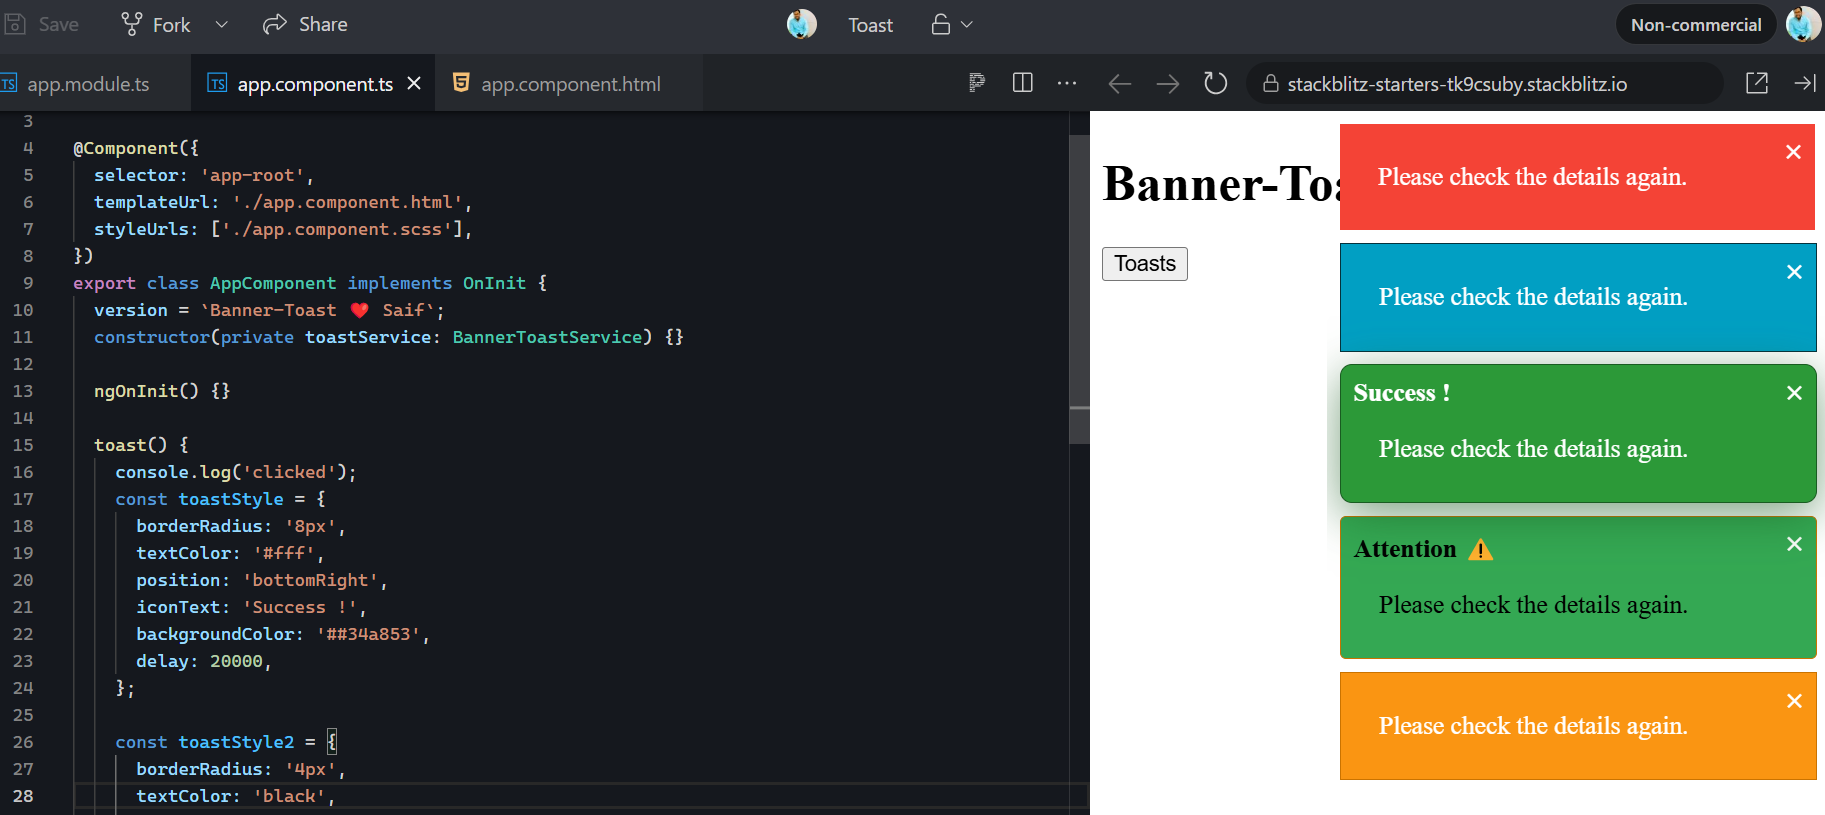 Save Fork Share Toast Non-commercial
TS app.module.ts TS app.component.ts app.component.html stackblitz-starters-tk9csuby.stackblitz.io
3
4 @Component({
5 selector: 'app-root',
6 templateUrl: './app.component.html',
7 styleUrls: ['./app.component.scss'],
8 })
9 export class AppComponent implements OnInit {
10 version = `Banner-Toast ❤️ Saif`;
11 constructor(private toastService: BannerToastService) {}
12
13 ngOnInit() {}
14
15 toast() {
16 console.log('clicked');
17 const toastStyle = {
18 borderRadius: '8px',
19 textColor: '#fff',
20 position: 'bottomRight',
21 iconText: 'Success !',
22 backgroundColor: '##34a853',
23 delay: 20000,
24 };
25
26 const toastStyle2 = {
27 borderRadius: '4px',
28 textColor: 'black',
Banner-Toa
Toasts
Please check the details again.
Please check the details again.
Success !
Please check the details again.
Attention ⚠️
Please check the details again.
Please check the details again.